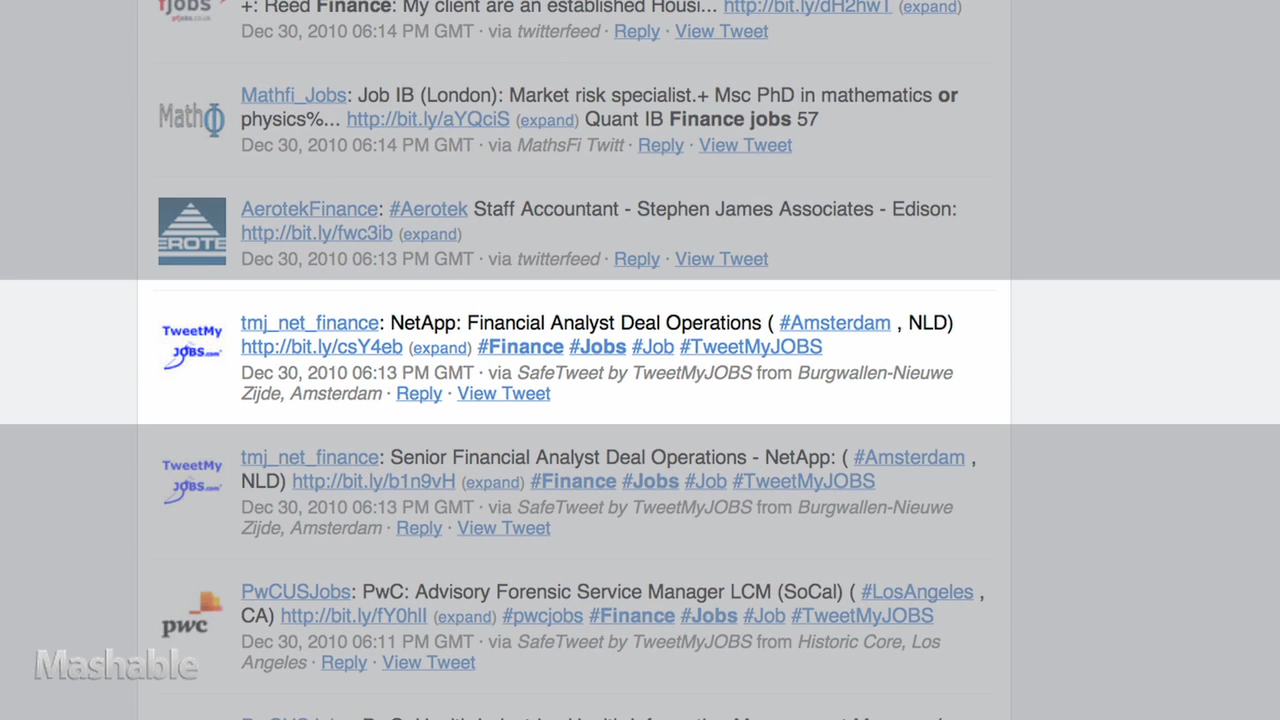 fjobs
pfjobs.co.uk
+: Reed Finance: My client are an established Housi... http://bit.ly/dH2hwT (expand)
Dec 30, 2010 06:14 PM GMT · via twitterfeed · Reply · View Tweet
MathΦ
Mathfi_Jobs: Job IB (London): Market risk specialist.+ Msc PhD in mathematics or
physics%... http://bit.ly/aYQciS (expand) Quant IB Finance jobs 57
Dec 30, 2010 06:14 PM GMT · via MathsFi Twitt · Reply · View Tweet
EROTE
AerotekFinance: #Aerotek Staff Accountant - Stephen James Associates - Edison:
http://bit.ly/fwc3ib (expand)
Dec 30, 2010 06:13 PM GMT · via twitterfeed · Reply · View Tweet
TweetMy
JOBS.com
tmj_net_finance: NetApp: Financial Analyst Deal Operations ( #Amsterdam , NLD)
http://bit.ly/csY4eb (expand) #Finance #Jobs #Job #TweetMyJOBS
Dec 30, 2010 06:13 PM GMT · via SafeTweet by TweetMyJOBS from Burgwallen-Nieuwe
Zijde, Amsterdam · Reply · View Tweet
TweetMy
JOBS.com
tmj_net_finance: Senior Financial Analyst Deal Operations - NetApp: ( #Amsterdam ,
NLD) http://bit.ly/b1n9vH (expand) #Finance #Jobs #Job #TweetMyJOBS
Dec 30, 2010 06:13 PM GMT · via SafeTweet by TweetMyJOBS from Burgwallen-Nieuwe
Zijde, Amsterdam · Reply · View Tweet
pwc
PwCUSJobs: PwC: Advisory Forensic Service Manager LCM (SoCal) ( #LosAngeles ,
CA) http://bit.ly/fY0hlI (expand) #pwcjobs #Finance #Jobs #Job #TweetMyJOBS
Dec 30, 2010 06:11 PM GMT · via SafeTweet by TweetMyJOBS from Historic Core, Los
Angeles · Reply · View Tweet
Mashable